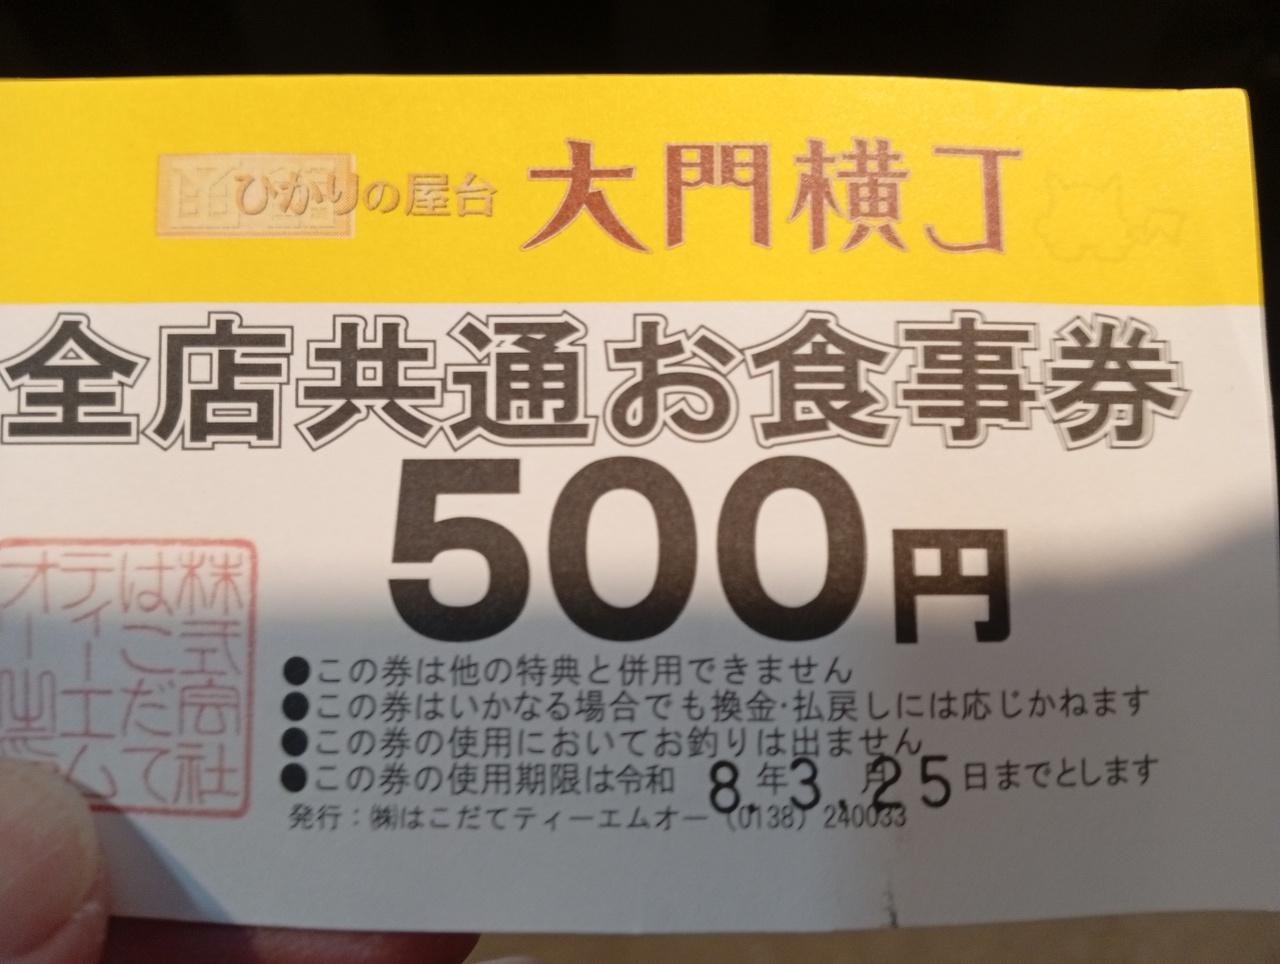 函館ひかりの屋台 大門横丁
全店共通お食事券
500円
●この券は他の特典と併用できません
●この券はいかなる場合でも換金･払戻しには応じかねます
●この券の使用においてお釣りは出ません
●この券の使用期限は令和 8年 3月 25日までとします
発行：㈱はこだてティーエムオー (0138) 240033
株式会社
はこだて
ティーエム
オー